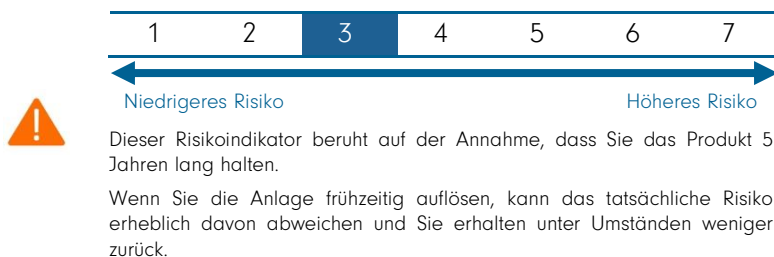 1 2 3 4 5 6 7
Niedrigeres Risiko Höheres Risiko
Dieser Risikoindikator beruht auf der Annahme, dass Sie das Produkt 5
Jahren lang halten.
Wenn Sie die Anlage frühzeitig auflösen, kann das tatsächliche Risiko
erheblich davon abweichen und Sie erhalten unter Umständen weniger
zurück.